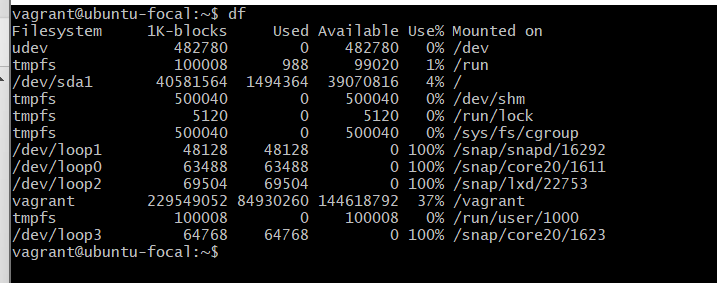 vagrant@ubuntu-focal:~$ df
Filesystem     1K-blocks     Used Available Use% Mounted on
udev              482780        0    482780   0% /dev
tmpfs             100008      988     99020   1% /run
/dev/sda1       40581564  1494364  39070816   4% /
tmpfs             500040        0    500040   0% /dev/shm
tmpfs               5120        0      5120   0% /run/lock
tmpfs             500040        0    500040   0% /sys/fs/cgroup
/dev/loop1         48128    48128         0 100% /snap/snapd/16292
/dev/loop0         63488    63488         0 100% /snap/core20/1611
/dev/loop2         69504    69504         0 100% /snap/lxd/22753
vagrant        229549052 84930260 144618792  37% /vagrant
tmpfs             100008        0    100008   0% /run/user/1000
/dev/loop3         64768    64768         0 100% /snap/core20/1623
vagrant@ubuntu-focal:~$